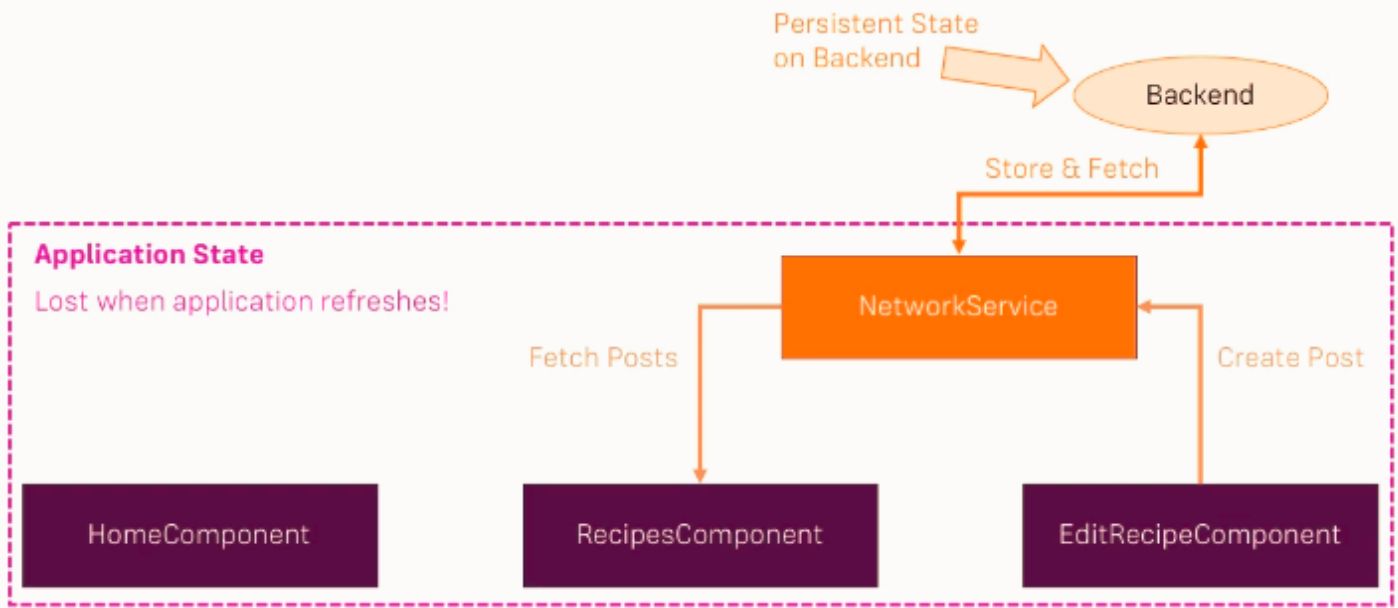 Persistent State
on Backend
Backend
Store & Fetch
Application State
Lost when application refreshes!
NetworkService
Fetch Posts
Create Post
HomeComponent
RecipesComponent
EditRecipeComponent